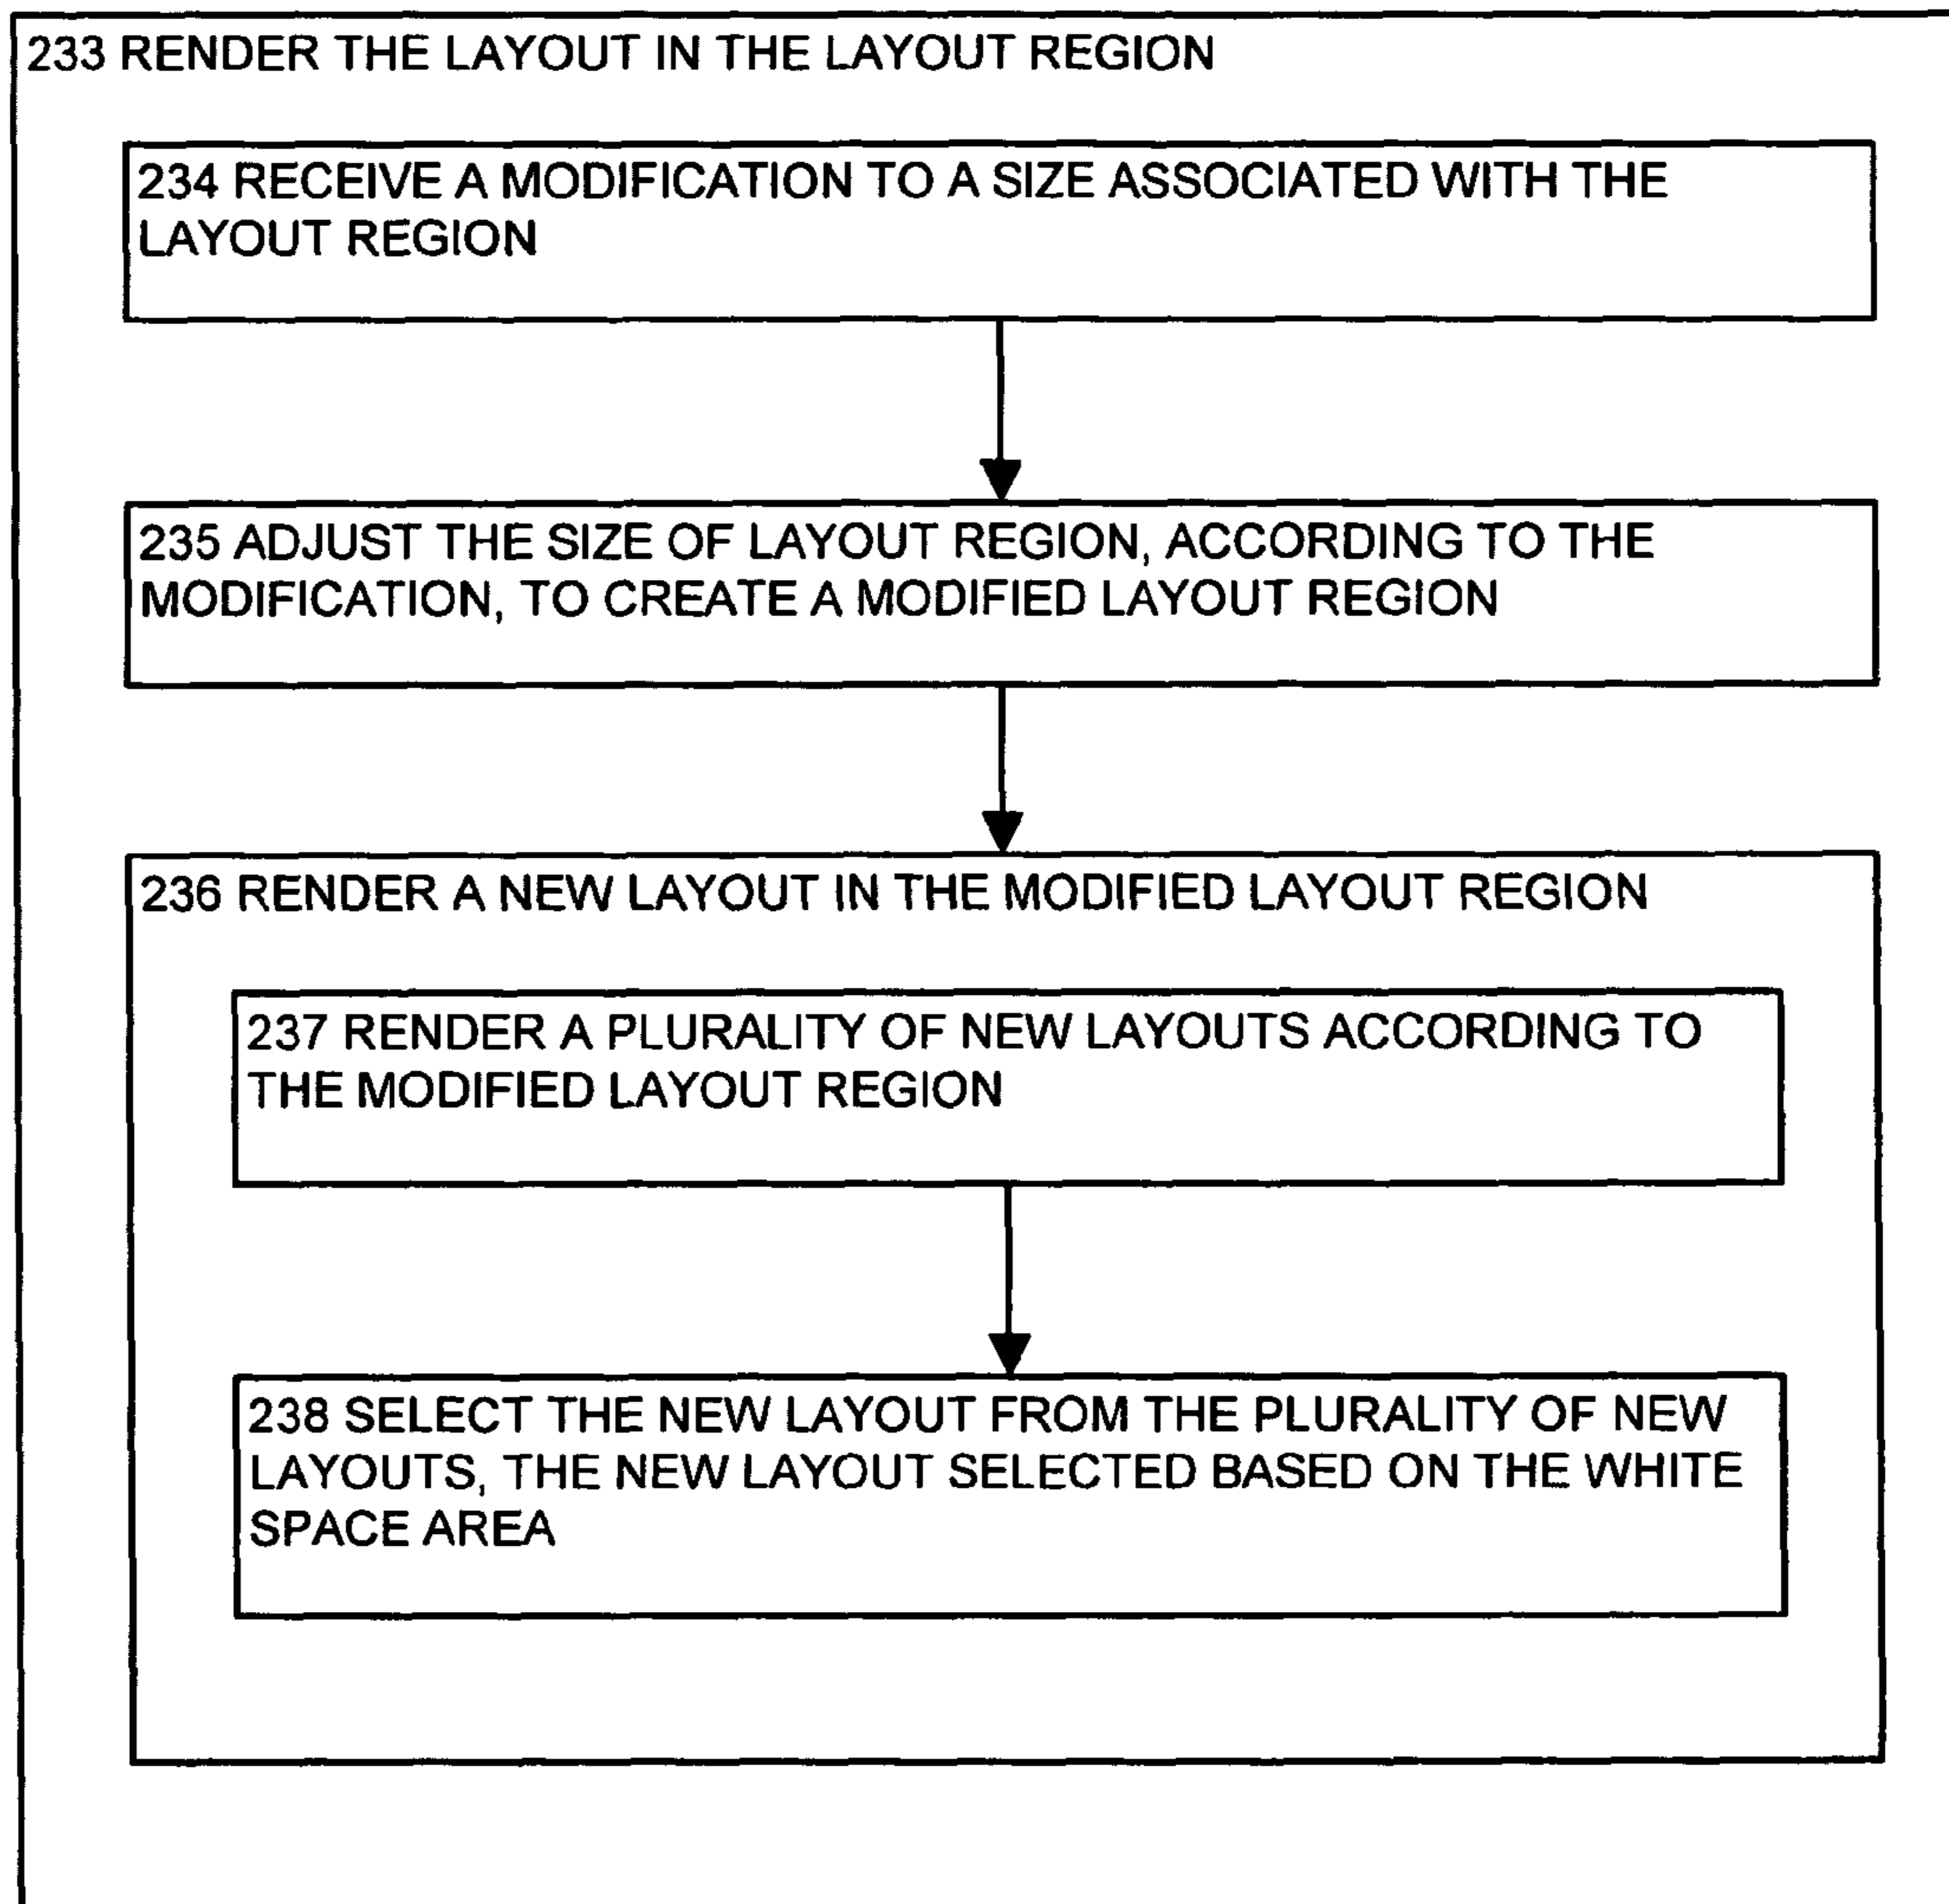 233 RENDER THE LAYOUT IN THE LAYOUT REGION
234 RECEIVE A MODIFICATION TO A SIZE ASSOCIATED WITH THE
LAYOUT REGION
235 ADJUST THE SIZE OF LAYOUT REGION, ACCORDING TO THE
MODIFICATION, TO CREATE A MODIFIED LAYOUT REGION
236 RENDER A NEW LAYOUT IN THE MODIFIED LAYOUT REGION
237 RENDER A PLURALITY OF NEW LAYOUTS ACCORDING TO
THE MODIFIED LAYOUT REGION
238 SELECT THE NEW LAYOUT FROM THE PLURALITY OF NEW
LAYOUTS, THE NEW LAYOUT SELECTED BASED ON THE WHITE
SPACE AREA